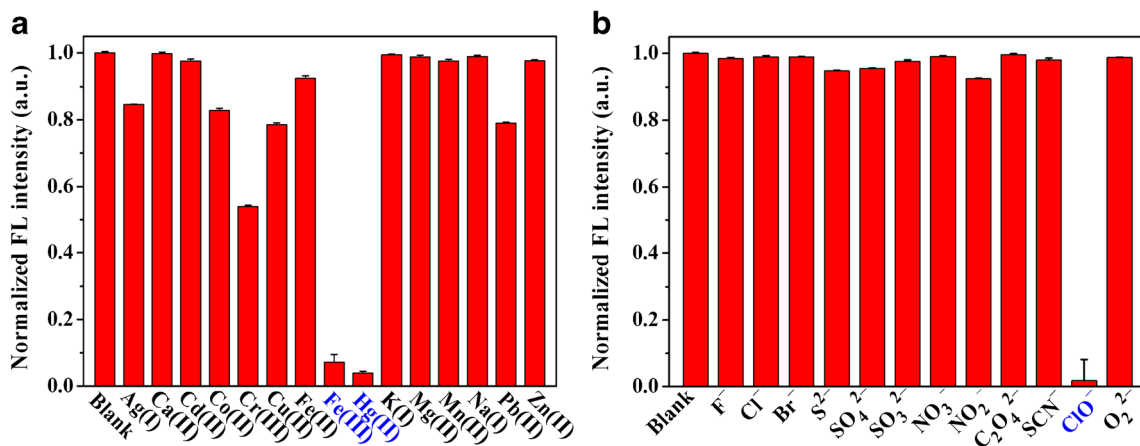 a
Normalized FL intensity (a.u.)
1.0
0.8
0.6
0.4
0.2
0.0
Blank
Ag(I)
Ca(II)
Cd(II)
Co(II)
Cr(III)
Cu(II)
Fe(II)
Fe(III)
Hg(II)
K(I)
Mg(II)
Mn(II)
Na(I)
Pb(II)
Zn(II)
b
Normalized FL intensity (a.u.)
1.0
0.8
0.6
0.4
0.2
0.0
Blank
F⁻
Cl⁻
Br⁻
S²⁻
SO₄²⁻
SO₃²⁻
NO₃⁻
NO₂⁻
C₂O₄²⁻
SCN⁻
ClO⁻
O₂²⁻